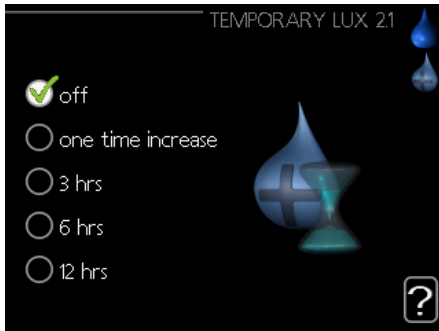 TEMPORARY LUX 2.1
off
one time increase
3 hrs
6 hrs
12 hrs
?